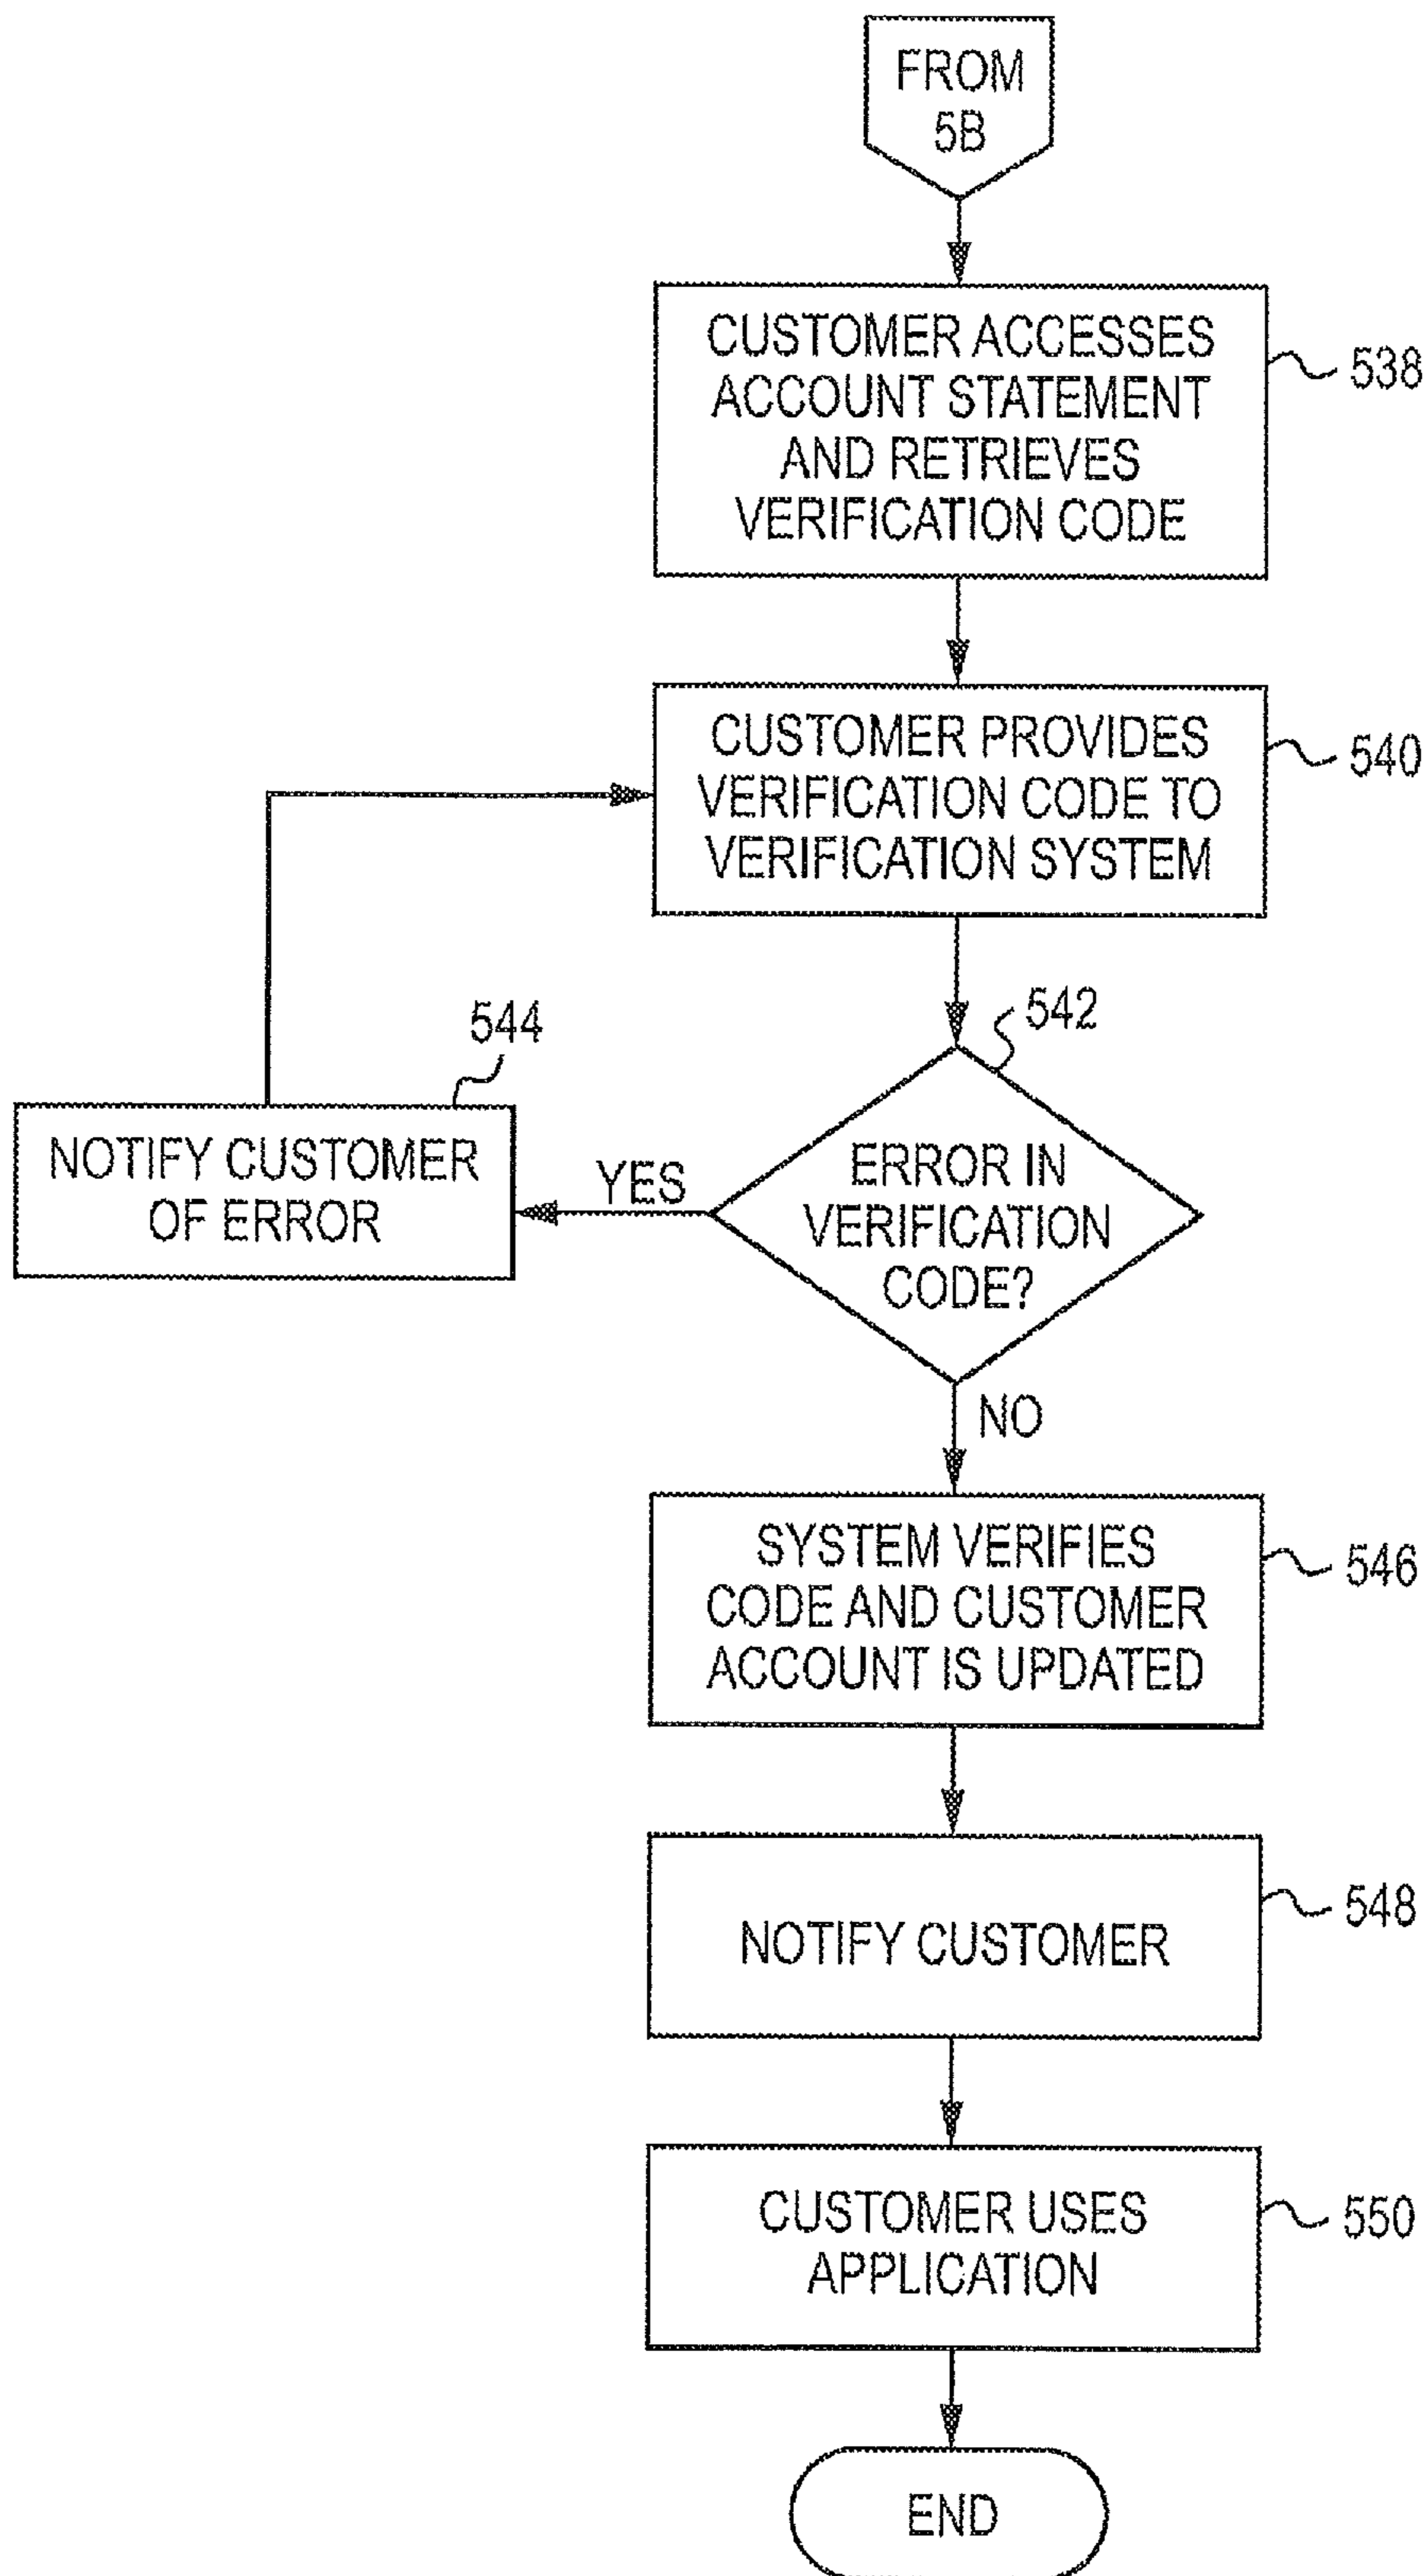 FROM
5B
CUSTOMER ACCESSES
ACCOUNT STATEMENT
AND RETRIEVES
VERIFICATION CODE
538
CUSTOMER PROVIDES
VERIFICATION CODE TO
VERIFICATION SYSTEM
540
542
544
NOTIFY CUSTOMER
OF ERROR
YES
ERROR IN
VERIFICATION
CODE?
NO
SYSTEM VERIFIES
CODE AND CUSTOMER
ACCOUNT IS UPDATED
546
NOTIFY CUSTOMER
548
CUSTOMER USES
APPLICATION
550
END